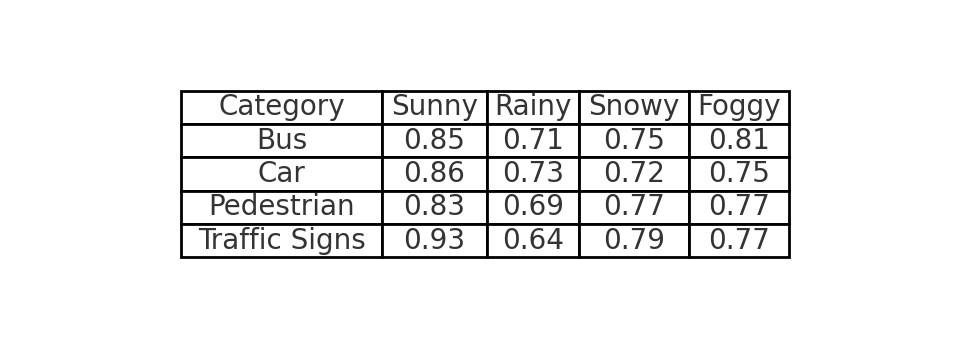 Category Sunny Rainy Snowy Foggy
Bus 0.85 0.71 0.75 0.81
Car 0.86 0.73 0.72 0.75
Pedestrian 0.83 0.69 0.77 0.77
Traffic Signs 0.93 0.64 0.79 0.77